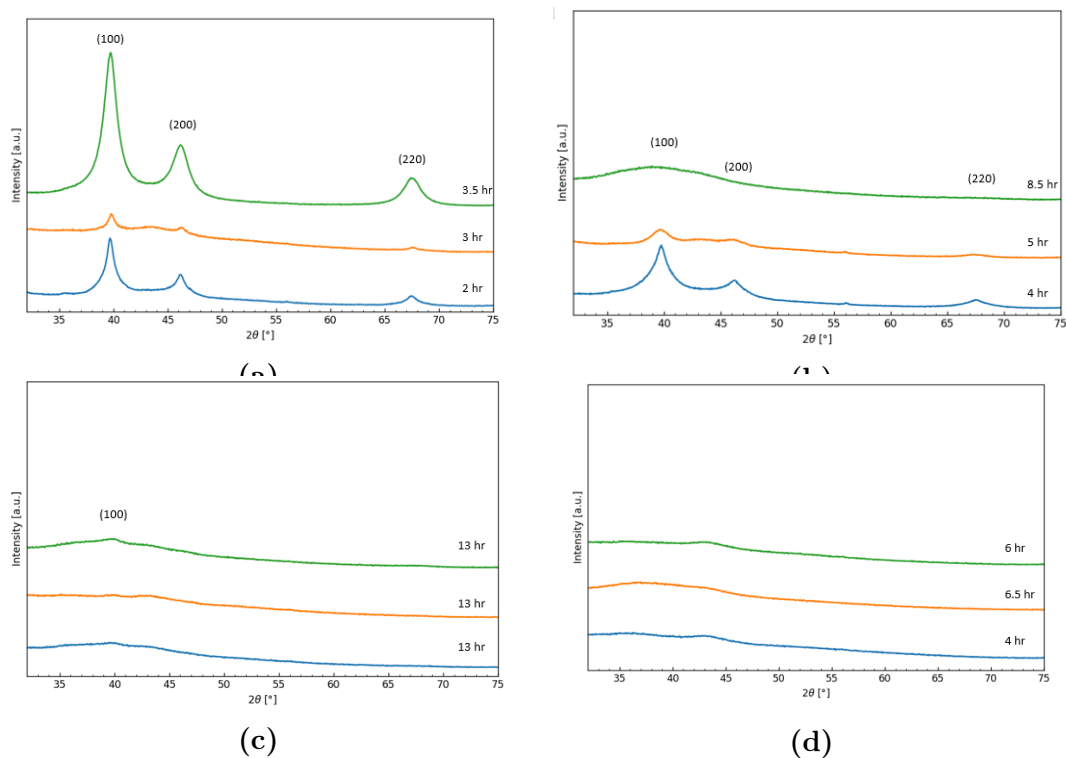 (100)
(200)
(220)
3.5 hr
3 hr
2 hr
Intensity [a.u.]
35 40 45 50 55 60 65 70 75
2θ [°]
(a)
(100)
(200)
(220)
8.5 hr
5 hr
4 hr
Intensity [a.u.]
35 40 45 50 55 60 65 70 75
2θ [°]
(b)
(100)
13 hr
13 hr
13 hr
Intensity [a.u.]
35 40 45 50 55 60 65 70 75
2θ [°]
(c)
6 hr
6.5 hr
4 hr
Intensity [a.u.]
35 40 45 50 55 60 65 70 75
2θ [°]
(d)